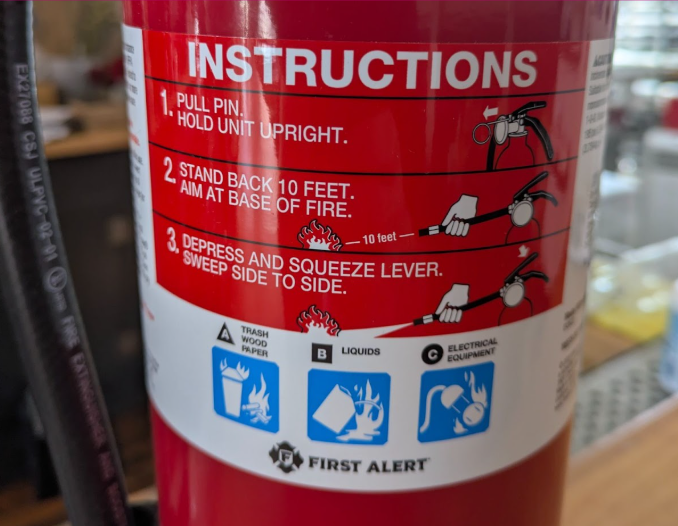 INSTRUCTIONS
1. PULL PIN.
HOLD UNIT UPRIGHT.
2. STAND BACK 10 FEET.
AIM AT BASE OF FIRE.
10 feet
3. DEPRESS AND SQUEEZE LEVER.
SWEEP SIDE TO SIDE.
A TRASH
WOOD
PAPER
B LIQUIDS
C ELECTRICAL
EQUIPMENT
F FIRST ALERT